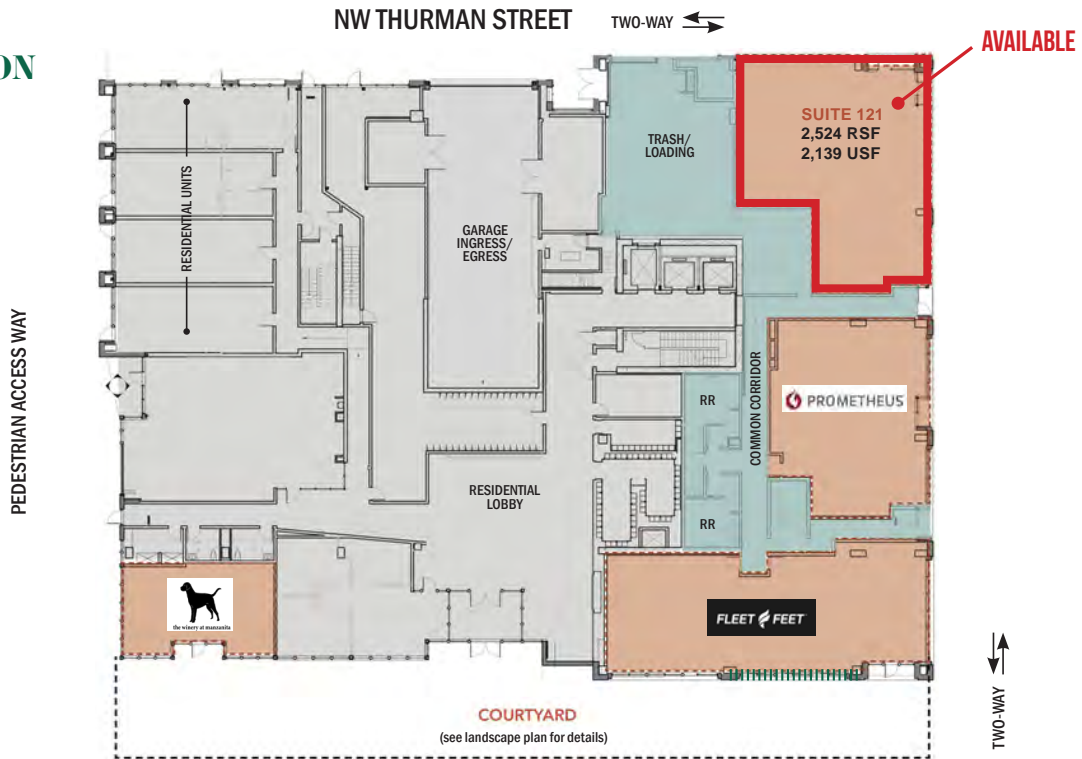 NW THURMAN STREET
TWO-WAY
AVAILABLE
ON
SUITE 121
2,524 RSF
2,139 USF
TRASH/
LOADING
RESIDENTIAL UNITS
GARAGE
INGRESS/
EGRESS
PEDESTRIAN ACCESS WAY
COMMON CORRIDOR
RR
PROMETHEUS
RESIDENTIAL
LOBBY
RR
the winery at manzanita
FLEET FEET
TWO-WAY
COURTYARD
(see landscape plan for details)